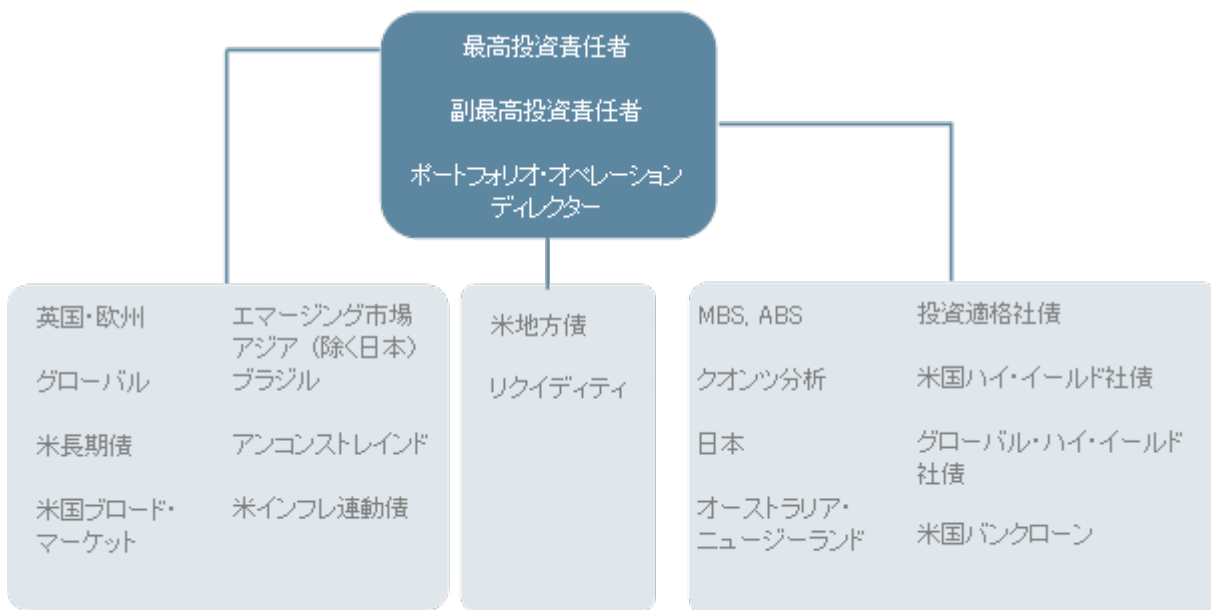 最高投資責任者
副最高投資責任者
ポートフォリオ・オペレーション
ディレクター
英国・欧州
グローバル
米長期債
米国ブロード・
マーケット
エマージング市場
アジア（除く日本）
ブラジル
アンコンストレインド
米インフレ連動債
米地方債
リクイディティ
MBS, ABS
クオンツ分析
日本
オーストラリア・
ニュージーランド
投資適格社債
米国ハイ・イールド社債
グローバル・ハイ・イールド
社債
米国バンクローン